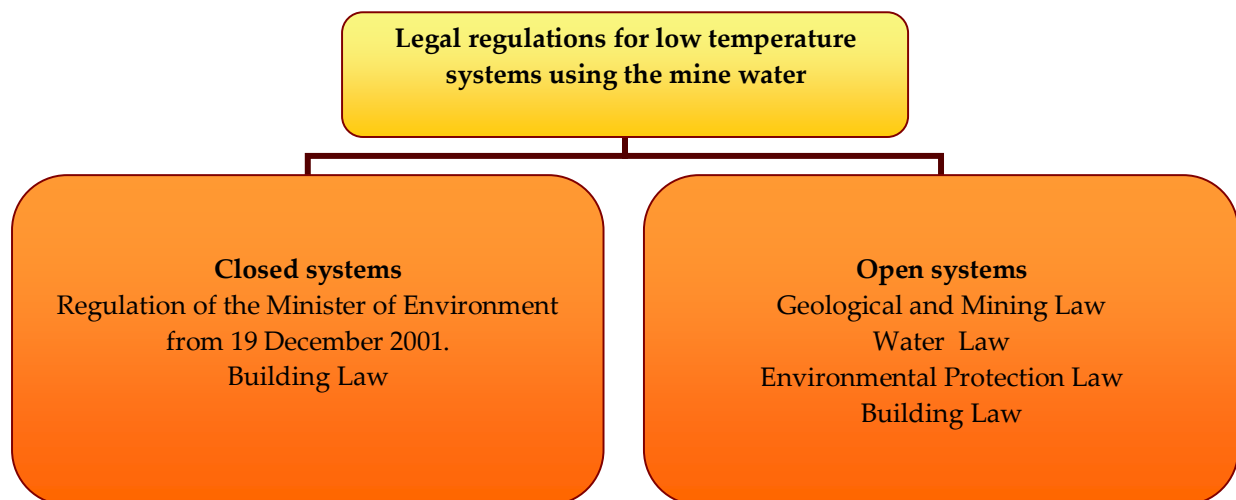 Legal regulations for low temperature
systems using the mine water
Closed systems
Regulation of the Minister of Environment
from 19 December 2001.
Building Law
Open systems
Geological and Mining Law
Water  Law
Environmental Protection Law
Building Law